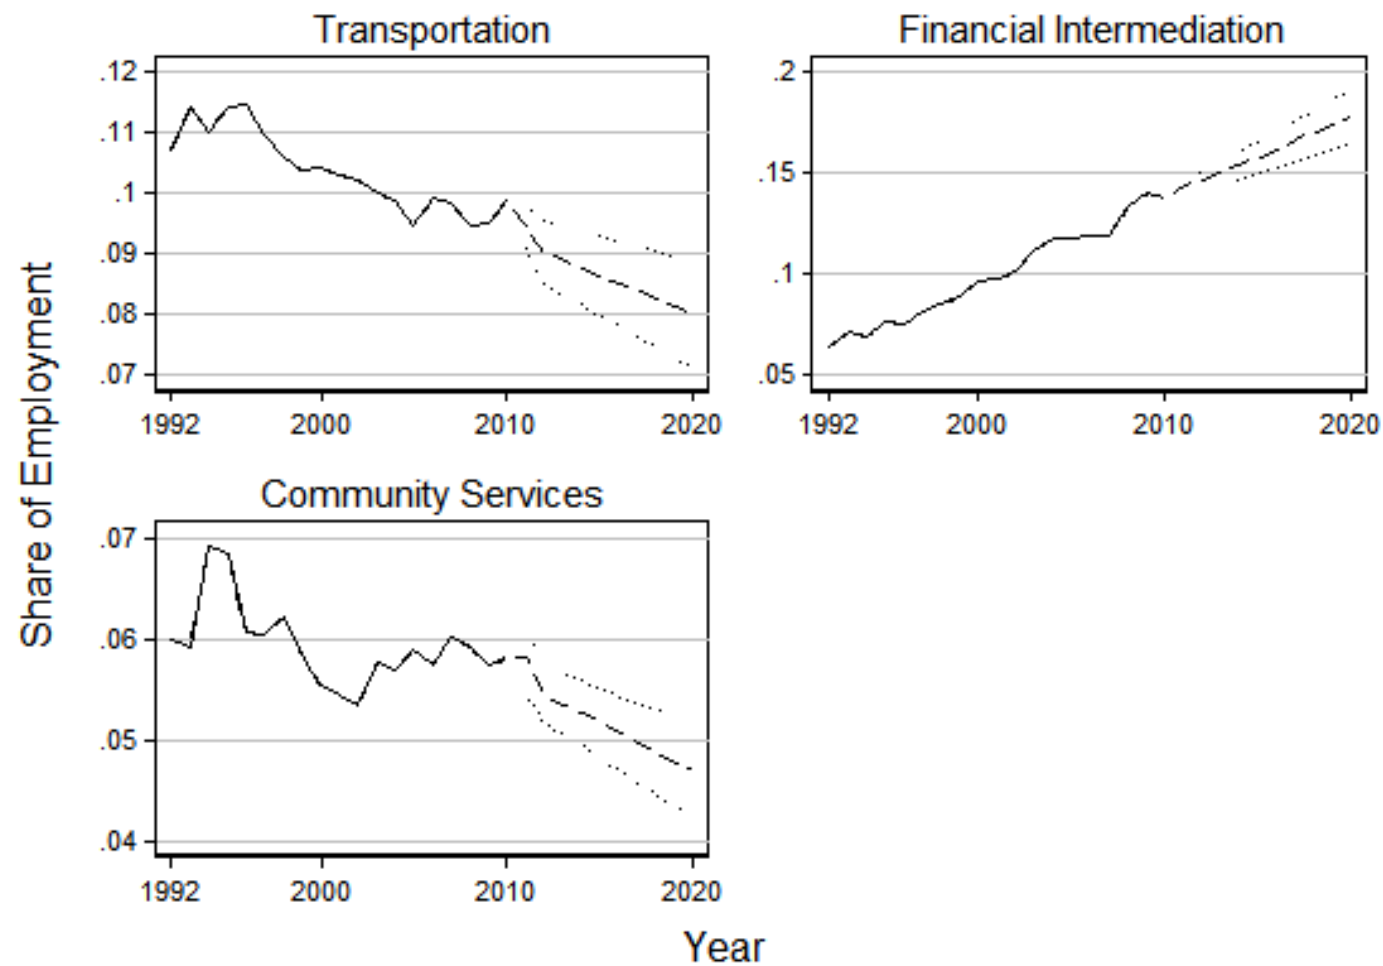 Transportation
.12
.11
.1
.09
.08
.07
1992 2000 2010 2020
Financial Intermediation
.2
.15
.1
.05
1992 2000 2010 2020
Community Services
.07
.06
.05
.04
1992 2000 2010 2020
Share of Employment
Year